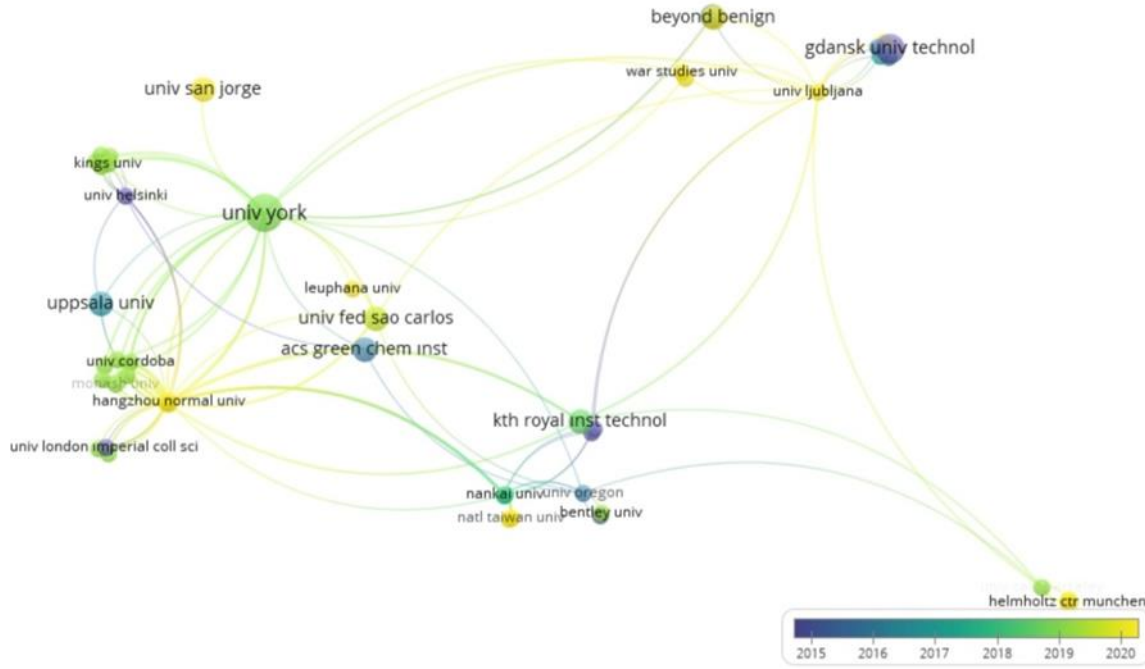 beyond benign
gdansk univ technol
war studies univ
univ san jorge
univ ljubljana
kings univ
univ helsinki
univ york
leuphana univ
uppsala univ
univ fed sao carlos
acs green chem ınst
univ cordoba
monash univ
hangzhou normal univ
kth royal ınst technol
univ london ımperial coll sci
nankai univ
univ oregon
bentley univ
natl taiwan univ
helmholtz ctr munchen
2015 2016 2017 2018 2019 2020